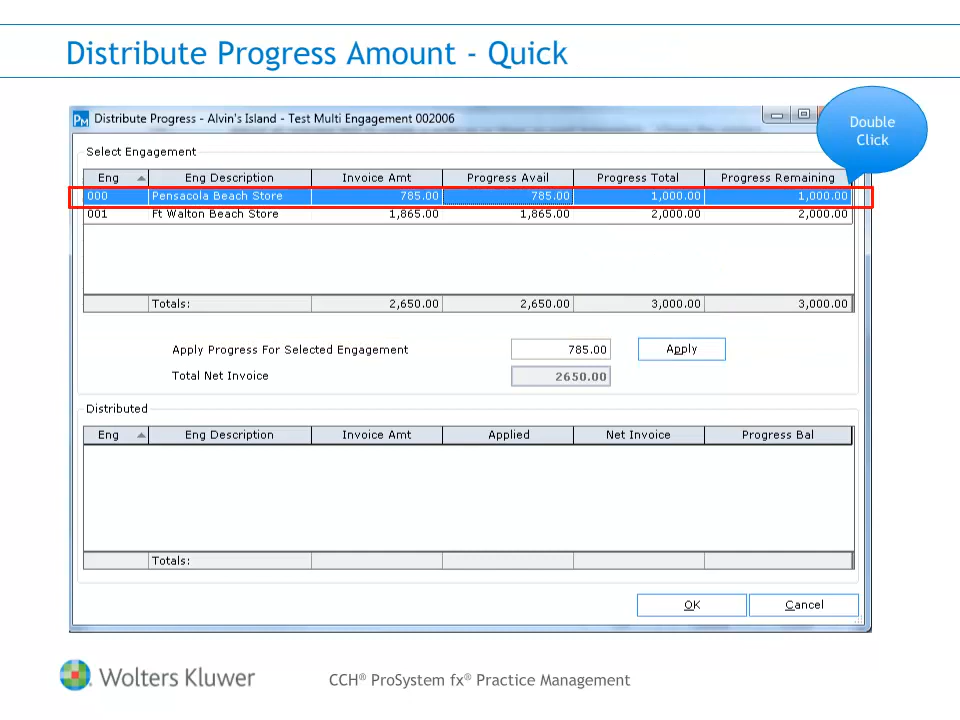 Distribute Progress Amount - Quick
PM Distribute Progress - Alvin's Island - Test Multi Engagement 002006
Double
Click
Select Engagement
Eng Eng Description Invoice Amt Progress Avail Progress Total Progress Remaining
000 Pensacola Beach Store 785.00 785.00 1,000.00 1,000.00
001 Ft Walton Beach Store 1,865.00 1,865.00 2,000.00 2,000.00
Totals: 2,650.00 2,650.00 3,000.00 3,000.00
Apply Progress For Selected Engagement 785.00 Apply
Total Net Invoice 2650.00
Distributed
Eng Eng Description Invoice Amt Applied Net Invoice Progress Bal
Totals:
OK Cancel
Wolters Kluwer CCH® ProSystem fx® Practice Management